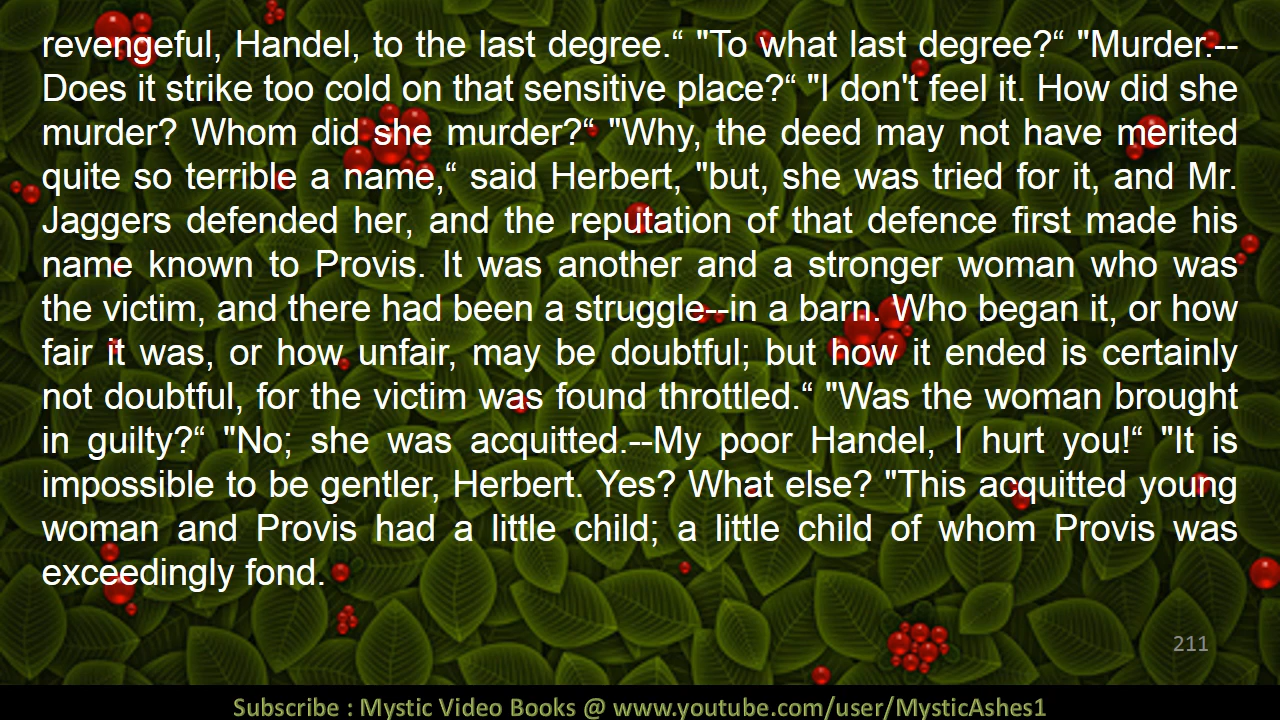 revengeful, Handel, to the last degree.“ "To what last degree?“ "Murder.--
Does it strike too cold on that sensitive place?“ "I don't feel it. How did she
murder? Whom did she murder?“ "Why, the deed may not have merited
quite so terrible a name,“ said Herbert, "but, she was tried for it, and Mr.
Jaggers defended her, and the reputation of that defence first made his
name known to Provis. It was another and a stronger woman who was
the victim, and there had been a struggle--in a barn. Who began it, or how
fair it was, or how unfair, may be doubtful; but how it ended is certainly
not doubtful, for the victim was found throttled.“ "Was the woman brought
in guilty?“ "No; she was acquitted.--My poor Handel, I hurt you!“ "It is
impossible to be gentler, Herbert. Yes? What else? "This acquitted young
woman and Provis had a little child; a little child of whom Provis was
exceedingly fond.
211
Subscribe : Mystic Video Books @ www.youtube.com/user/MysticAshes1